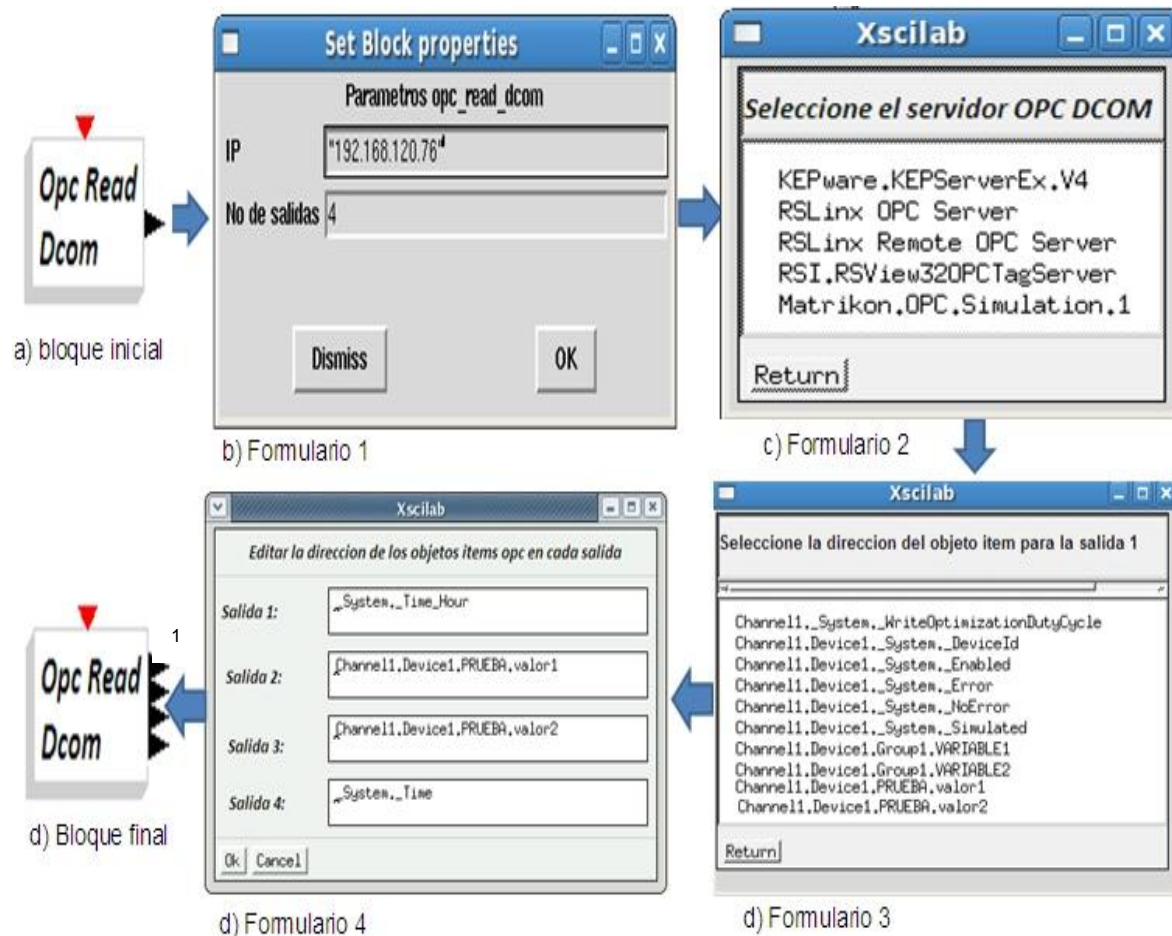 Opc Read
Dcom
a) bloque inicial
Set Block properties
Parametros opc_read_dcom
IP
"192.168.120.76"
No de salidas
4
Dismiss
OK
b) Formulario 1
Xscilab
Seleccione el servidor OPC DCOM
KEPware.KEPServerEx.V4
RSLinx OPC Server
RSLinx Remote OPC Server
RSI.RSView32OPCTagServer
Matrikon.OPC.Simulation.1
Return
c) Formulario 2
Xscilab
Seleccione la direccion del objeto item para la salida 1
Channel1._System._WriteOptimizationDutyCycle
Channel1.Device1._System._DeviceId
Channel1.Device1._System._Enabled
Channel1.Device1._System._Error
Channel1.Device1._System._NoError
Channel1.Device1._System._Simulated
Channel1.Device1.Group1.VARIABLE1
Channel1.Device1.Group1.VARIABLE2
Channel1.Device1.PRUEBA.valor1
Channel1.Device1.PRUEBA.valor2
Return
d) Formulario 3
Xscilab
Editar la direccion de los objetos items opc en cada salida
Salida 1:
_System._Time_Hour
Salida 2:
Channel1.Device1.PRUEBA.valor1
Salida 3:
Channel1.Device1.PRUEBA.valor2
Salida 4:
_System._Time
Ok
Cancel
d) Formulario 4
1
Opc Read
Dcom
d) Bloque final